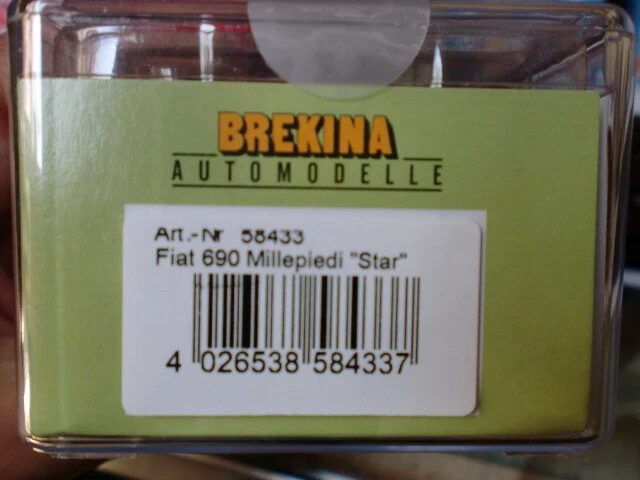 BREKINA
AUTOMODELLE
Art.-Nr 58433
Fiat 690 Millepiedi "Star"
4 026538 584337